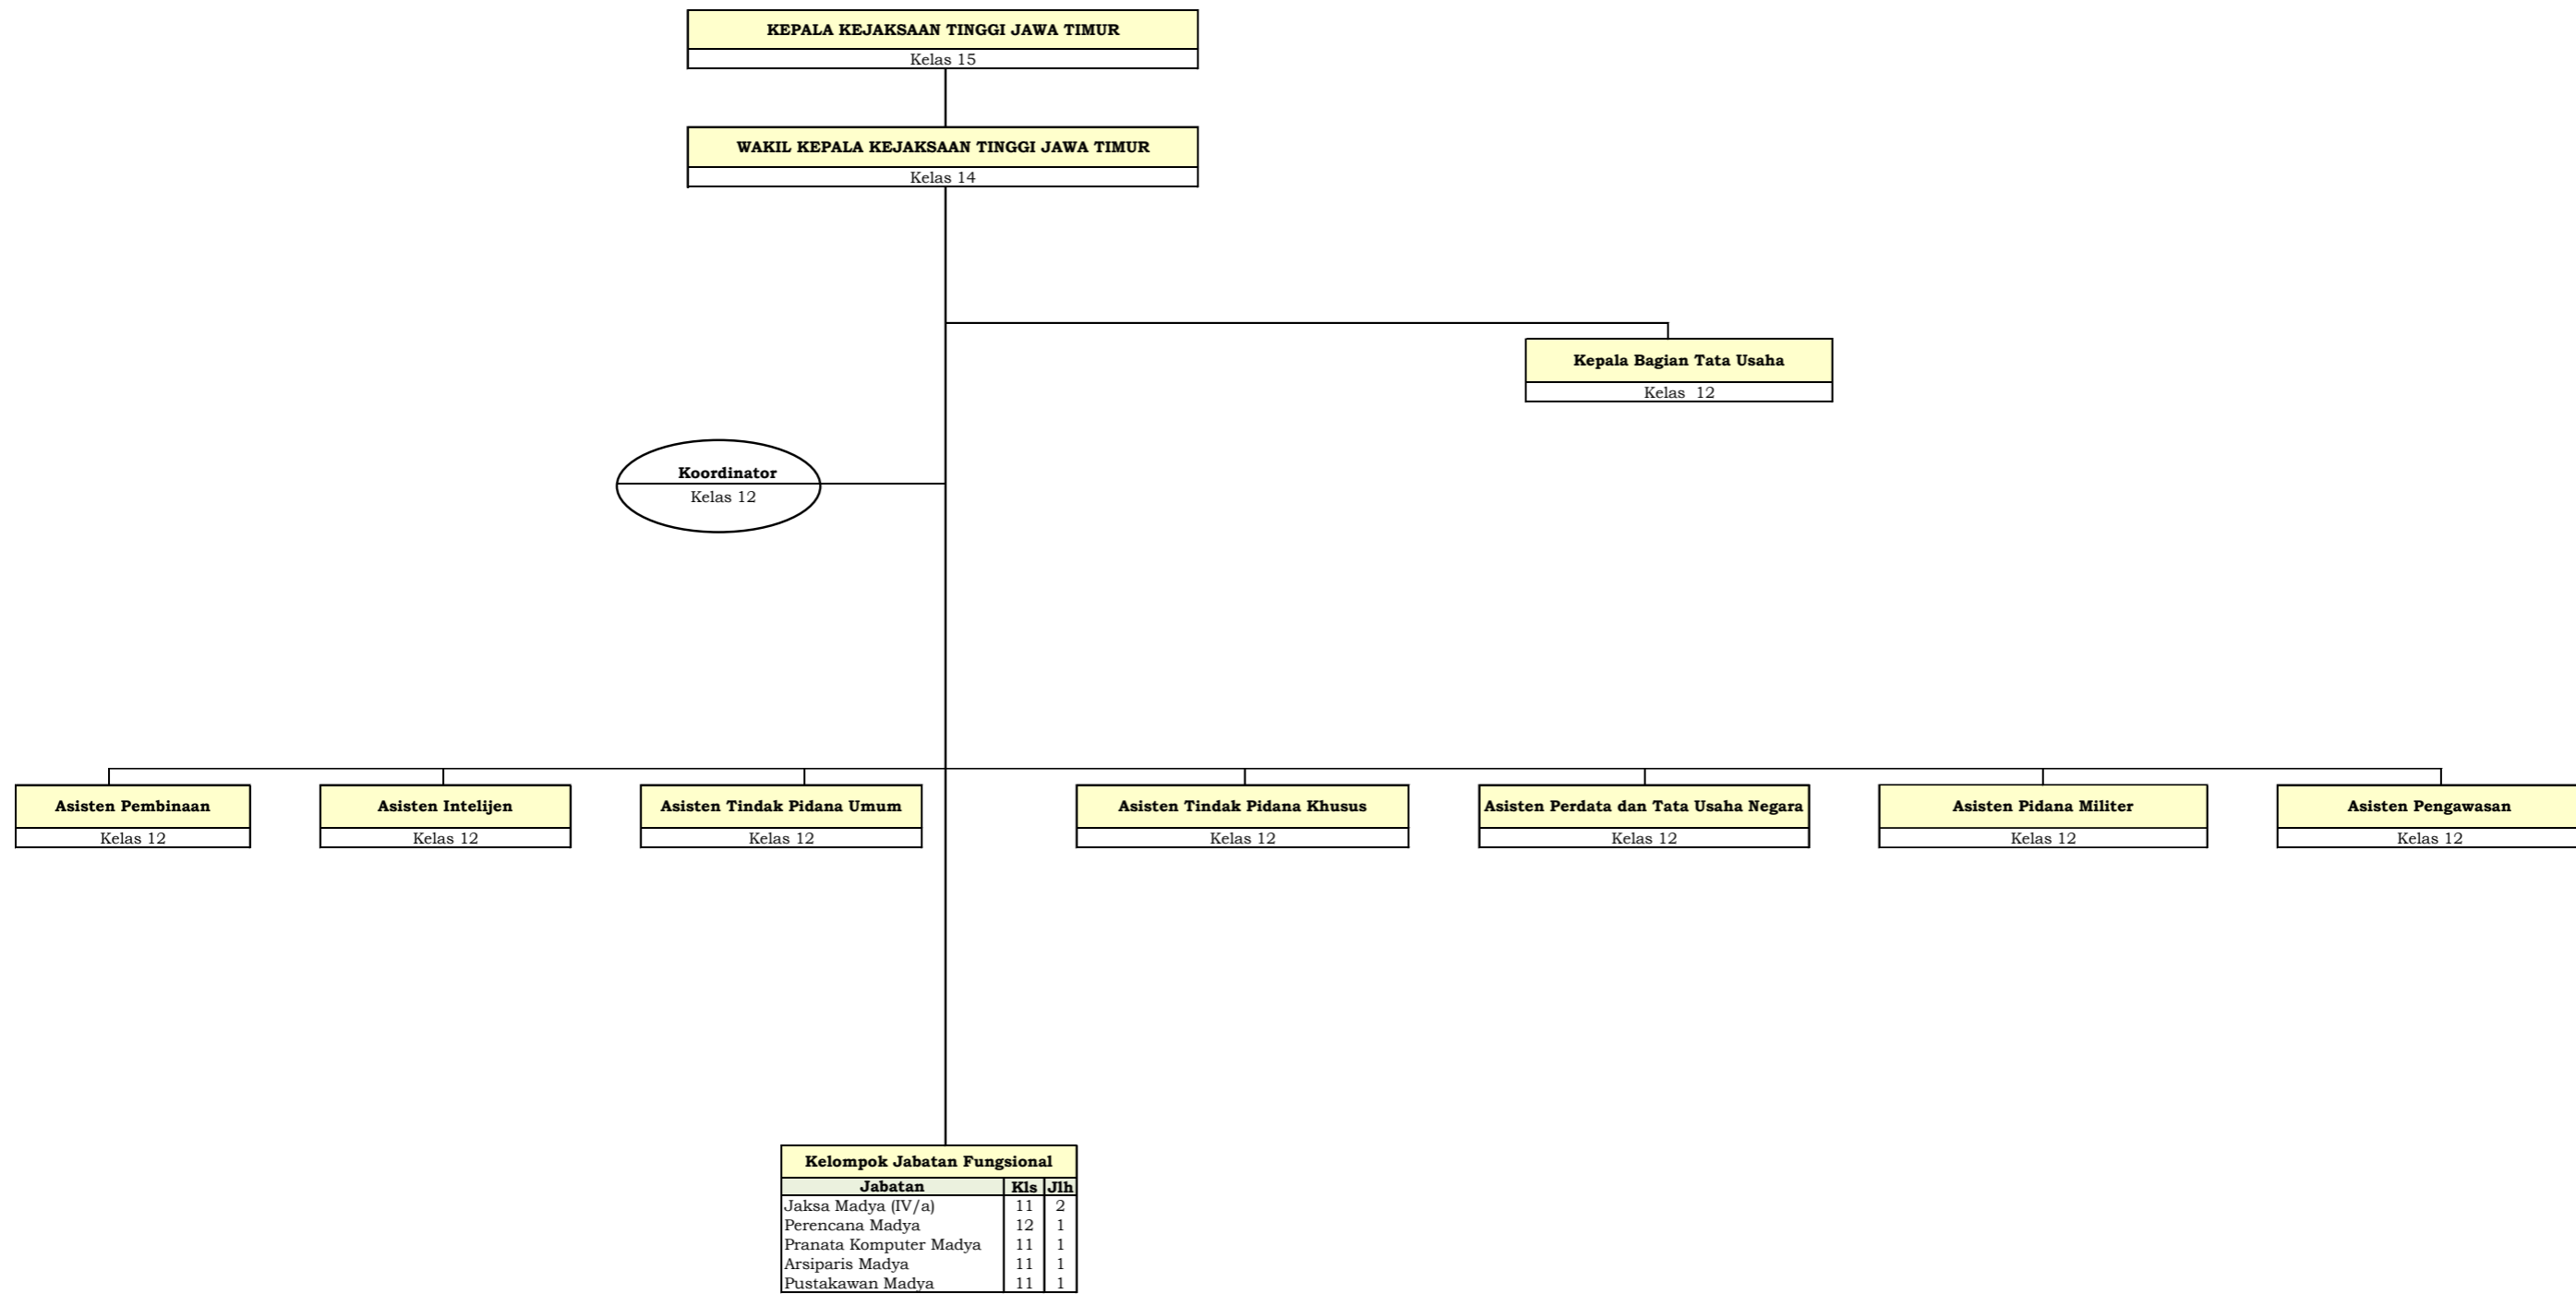 KEPALA KEJAKSAAN TINGGI JAWA TIMUR
Kelas 15
WAKIL KEPALA KEJAKSAAN TINGGI JAWA TIMUR
Kelas 14
Kepala Bagian Tata Usaha
Kelas 12
Koordinator
Kelas 12
Asisten Pembinaan
Kelas 12
Asisten Intelijen
Kelas 12
Asisten Tindak Pidana Umum
Kelas 12
Asisten Tindak Pidana Khusus
Kelas 12
Asisten Perdata dan Tata Usaha Negara
Kelas 12
Asisten Pidana Militer
Kelas 12
Asisten Pengawasan
Kelas 12
Kelompok Jabatan Fungsional
Jabatan Kls Jlh
Jaksa Madya (IV/a) 11 2
Perencana Madya 12 1
Pranata Komputer Madya 11 1
Arsiparis Madya 11 1
Pustakawan Madya 11 1